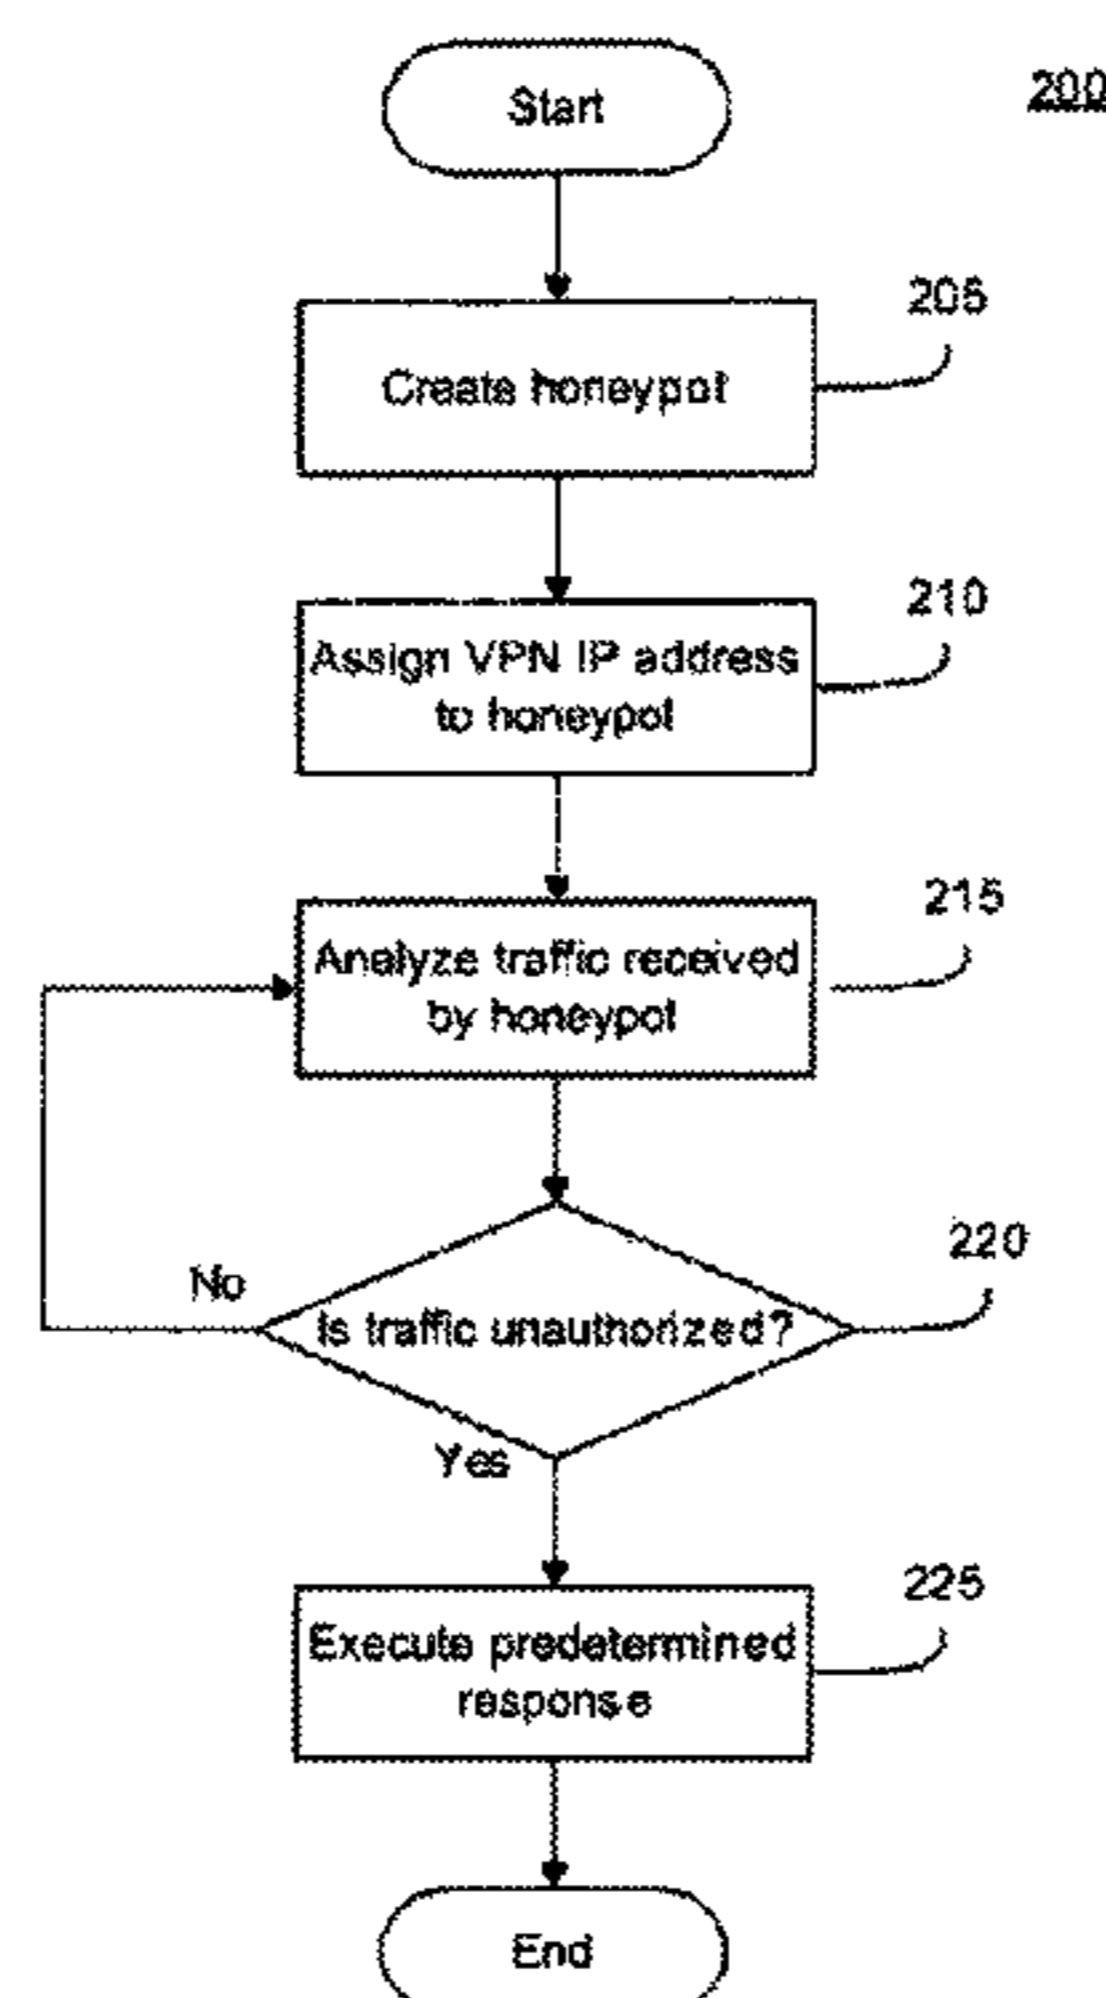 Start
200
205
Create honeypot
210
Assign VPN IP address
to honeypot
215
Analyze traffic received
by honeypot
220
No
Is traffic unauthorized?
Yes
225
Execute predetermined
response
End